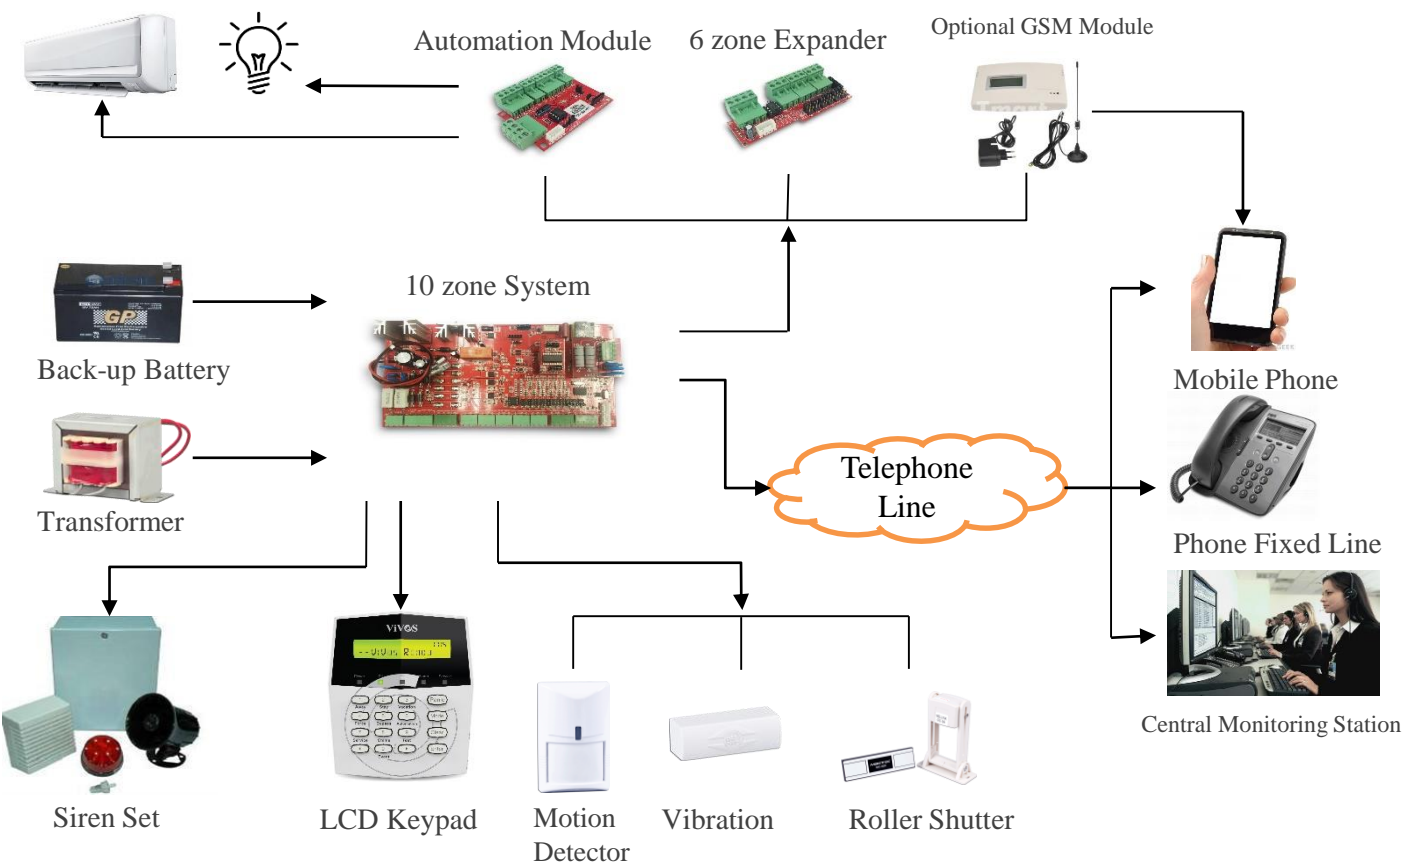 Automation Module
6 zone Expander
Optional GSM Module
10 zone System
GP
Back-up Battery
Mobile Phone
Telephone
Line
Transformer
Phone Fixed Line
VIVOS
Central Monitoring Station
Siren Set
LCD Keypad
Motion
Detector
Vibration
Roller Shutter